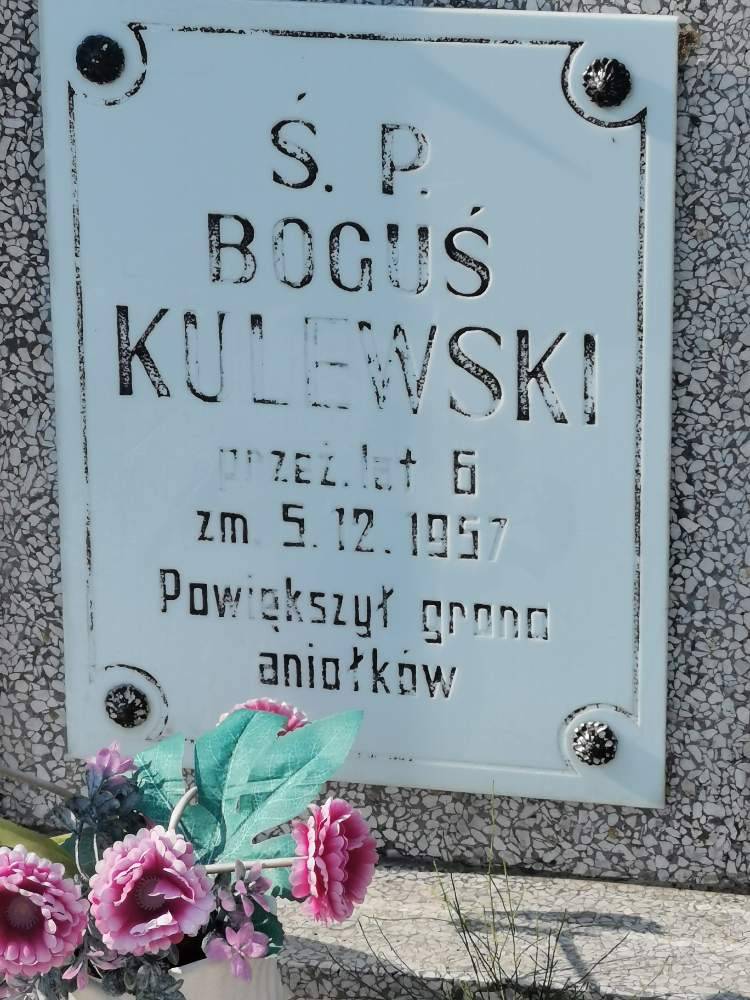 Ś. P.
BOGUŚ
KULEWSKI
przeż. lat 6
zm. 5.12.1957
Powiększył grono
aniołków